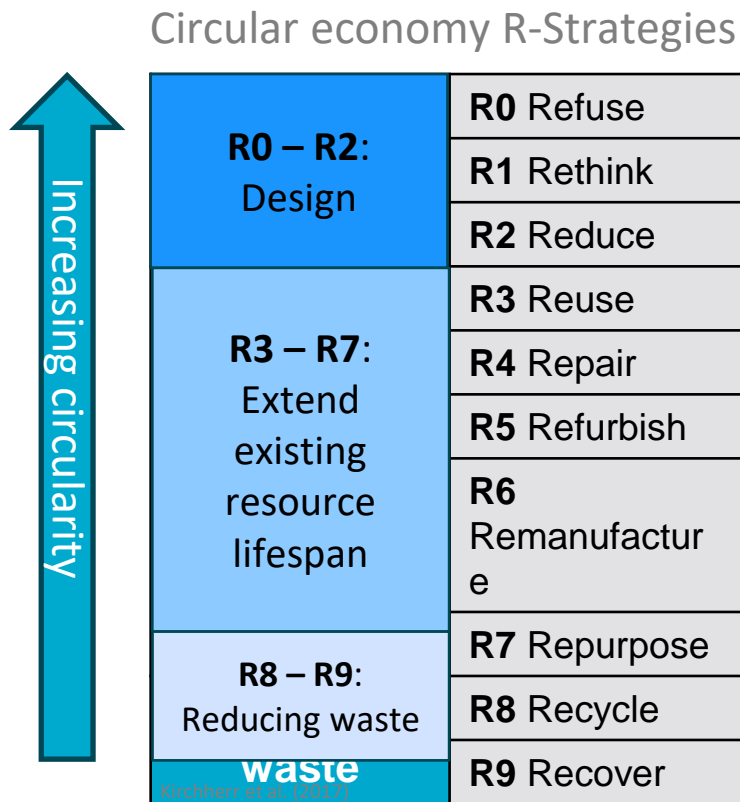 Circular economy R-Strategies
Increasing circularity
R0 – R2:
Design
R3 – R7:
Extend
existing
resource
lifespan
R8 – R9:
Reducing waste
waste
Kirchherr et al. (2017)
R0 Refuse
R1 Rethink
R2 Reduce
R3 Reuse
R4 Repair
R5 Refurbish
R6
Remanufactur
e
R7 Repurpose
R8 Recycle
R9 Recover